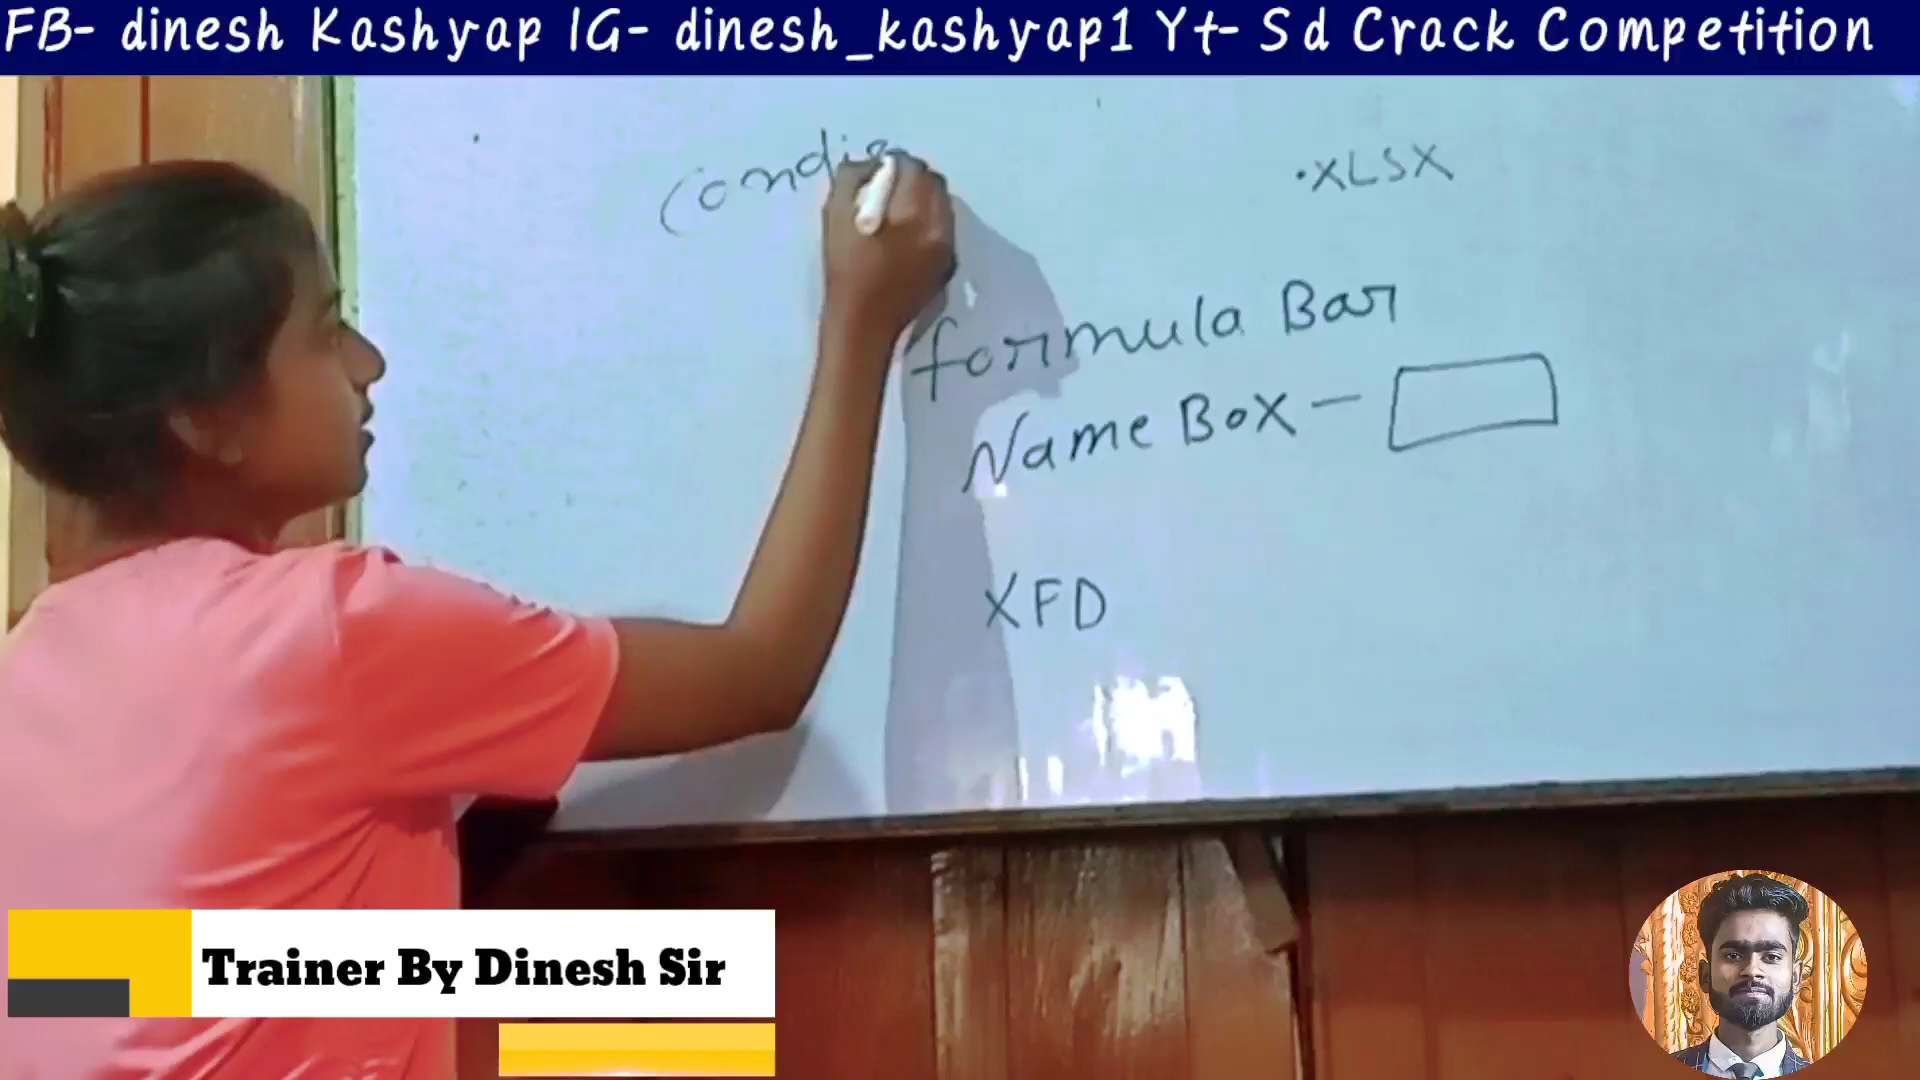 FB- dinesh Kashyap IG- dinesh_kashyap1 Yt- Sd Crack Competition
.XLSX
formula Bar
Name Box -
XFD
Trainer By Dinesh Sir